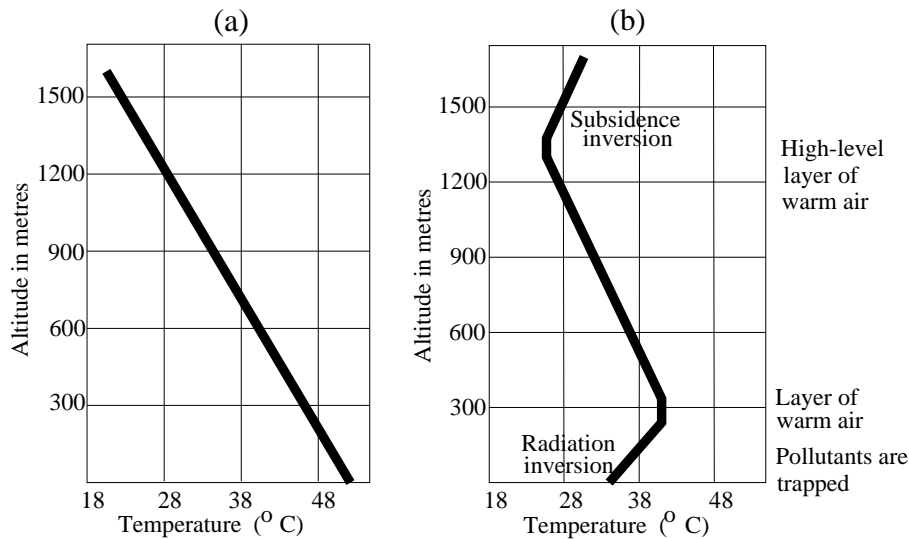 (a)
1500
1200
900
600
300
18 28 38 48
Altitude in metres
Temperature (° C)
(b)
1500
1200
900
600
300
18 28 38 48
Altitude in metres
Temperature (° C)
Subsidence
inversion
Radiation
inversion
High-level
layer of
warm air
Layer of
warm air
Pollutants are
trapped